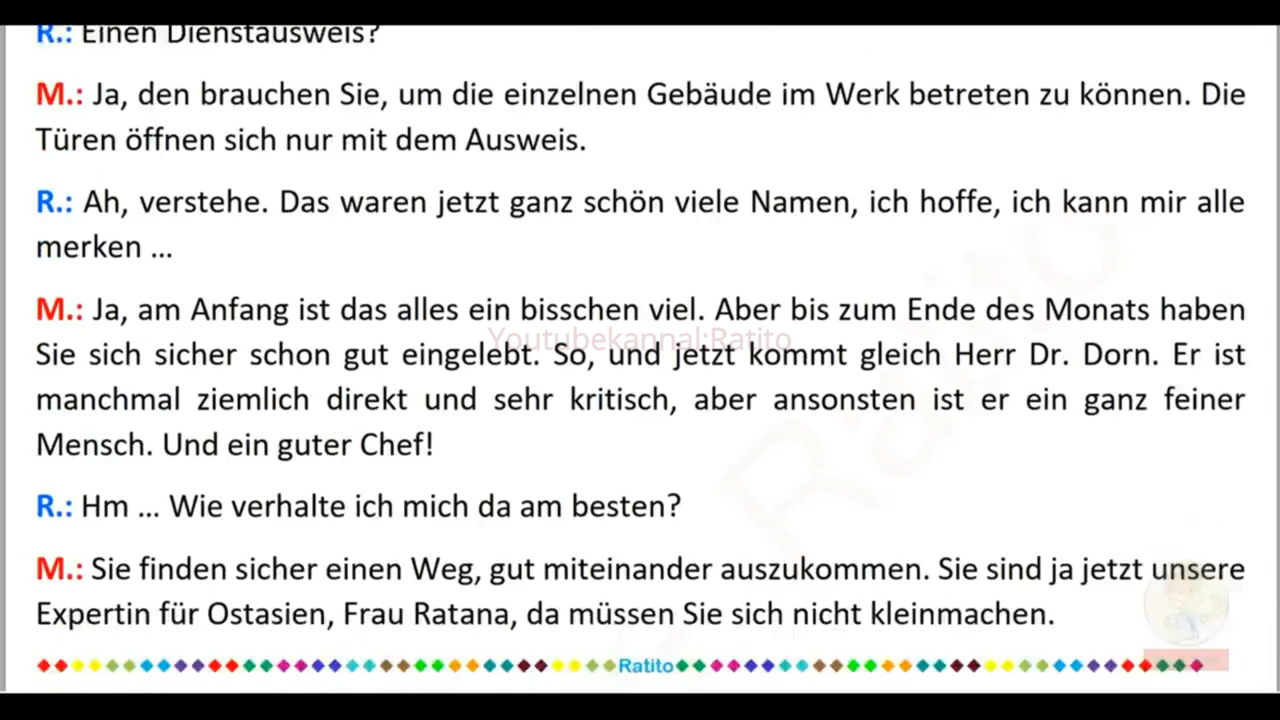 R.: Einen Dienstausweis?
M.: Ja, den brauchen Sie, um die einzelnen Gebäude im Werk betreten zu können. Die
Türen öffnen sich nur mit dem Ausweis.
R.: Ah, verstehe. Das waren jetzt ganz schön viele Namen, ich hoffe, ich kann mir alle
merken ...
M.: Ja, am Anfang ist das alles ein bisschen viel. Aber bis zum Ende des Monats haben
Youtubekannal:Ratito
Sie sich sicher schon gut eingelebt. So, und jetzt kommt gleich Herr Dr. Dorn. Er ist
manchmal ziemlich direkt und sehr kritisch, aber ansonsten ist er ein ganz feiner
Mensch. Und ein guter Chef!
R.: Hm ... Wie verhalte ich mich da am besten?
M.: Sie finden sicher einen Weg, gut miteinander auszukommen. Sie sind ja jetzt unsere
Expertin für Ostasien, Frau Ratana, da müssen Sie sich nicht kleinmachen.
Ratito
Ratito